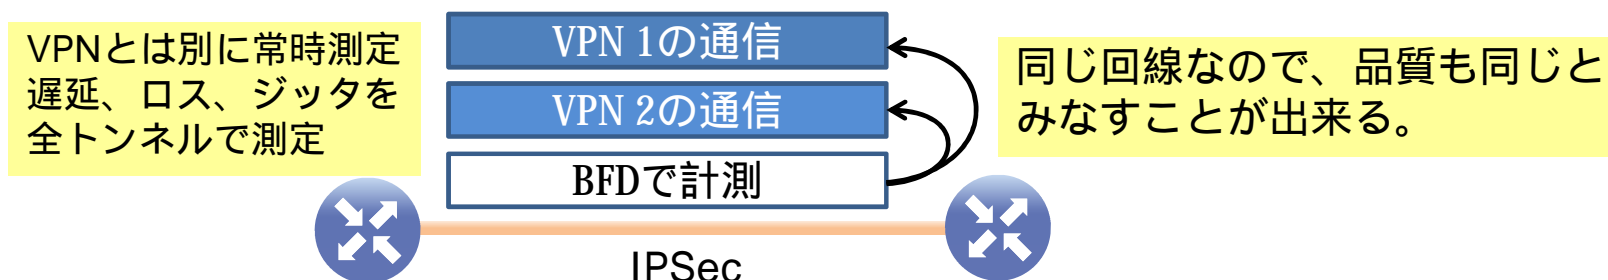 VPNとは別に常時測定
遅延、ロス、ジッタを
全トンネルで測定
VPN 1の通信
VPN 2の通信
BFDで計測
同じ回線なので、品質も同じと
みなすことが出来る。
IPSec